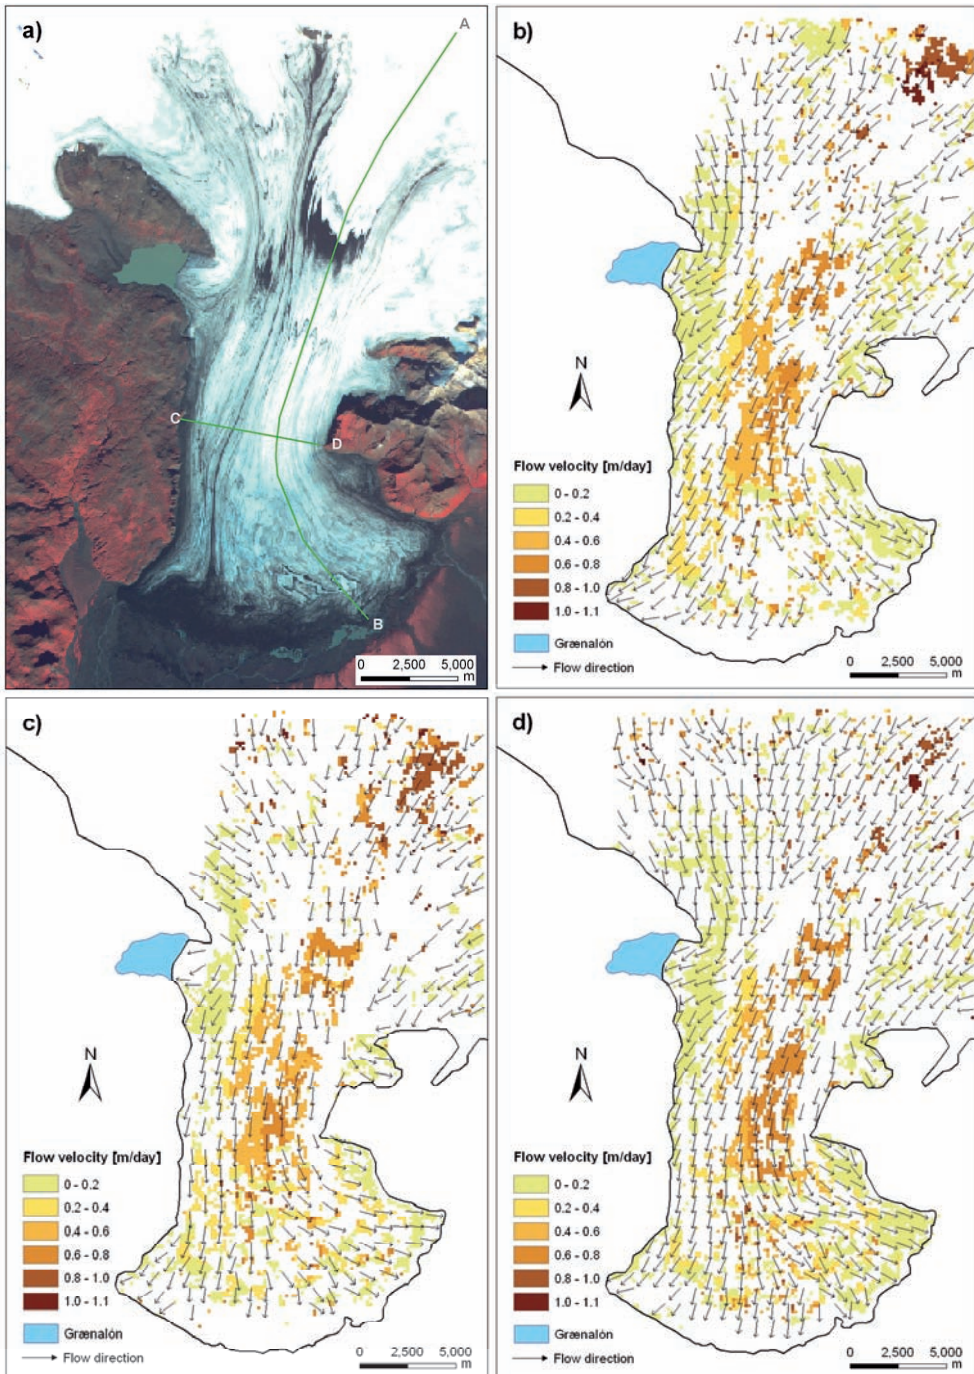 a)
A
C
D
B
0 2,500 5,000
m
b)
N
Flow velocity [m/day]
0 - 0.2
0.2 - 0.4
0.4 - 0.6
0.6 - 0.8
0.8 - 1.0
1.0 - 1.1
Grænalón
Flow direction
0 2,500 5,000
m
c)
N
Flow velocity [m/day]
0 - 0.2
0.2 - 0.4
0.4 - 0.6
0.6 - 0.8
0.8 - 1.0
1.0 - 1.1
Grænalón
Flow direction
0 2,500 5,000
m
d)
N
Flow velocity [m/day]
0 - 0.2
0.2 - 0.4
0.4 - 0.6
0.6 - 0.8
0.8 - 1.0
1.0 - 1.1
Grænalón
Flow direction
0 2,500 5,000
m